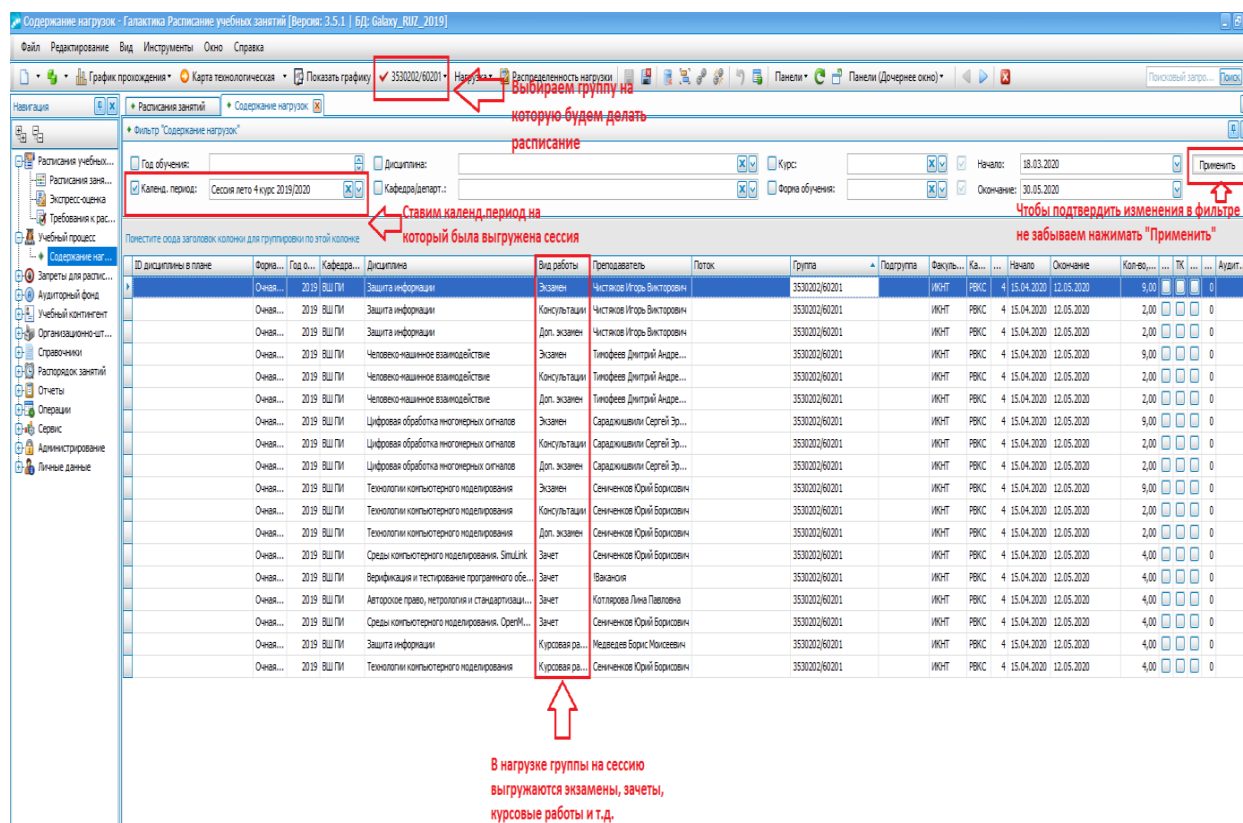 Содержание нагрузок - Галактика Расписание учебных занятий [Версия: 3.5.1 | БД: Galaxy_RUZ_2019]
Файл Редактирование Вид Инструменты Окно Справка
График прохождения Карта технологическая Показать графику 3530202/60201 Нагрузка Распределенность нагрузки Панели Панели (Дочернее окно) Поисковый запро... Поиск
Выбираем группу на
которую будем делать
расписание
Навигация Расписания занятий Содержание нагрузок
Фильтр "Содержание нагрузок"
Расписания учебных...
Расписания заня...
Экспресс-оценка
Требования к рас...
Учебный процесс
Содержание наг...
Запреты для распис...
Аудиторный фонд
Учебный контингент
Организационно-шт...
Справочники
Распорядок занятий
Отчеты
Операции
Сервис
Администрирование
Личные данные
Год обучения: Дисциплина: Курс: Начало: 18.03.2020 Применить
Календ. период: Сессия лето 4 курс 2019/2020 Кафедра/департ.: Форма обучения: Окончание: 30.05.2020
Ставим календ.период на
который была выгружена сессия
Чтобы подтвердить изменения в фильтре
не забываем нажимать "Применить"
Поместите сюда заголовок колонки для группировки по этой колонке
ID дисциплины в плане Форма... Год о... Кафедра... Дисциплина Вид работы Преподаватель Поток Группа Подгруппа Факуль... Ка... ... Начало Окончание Кол-во,... ... ТК ... ... Аудит...
Очная... 2019 ВШ ПИ Защита информации Экзамен Чистяков Игорь Викторович 3530202/60201 ИКНТ РВКС 4 15.04.2020 12.05.2020 9,00 0
Очная... 2019 ВШ ПИ Защита информации Консультации Чистяков Игорь Викторович 3530202/60201 ИКНТ РВКС 4 15.04.2020 12.05.2020 2,00 0
Очная... 2019 ВШ ПИ Защита информации Доп. экзамен Чистяков Игорь Викторович 3530202/60201 ИКНТ РВКС 4 15.04.2020 12.05.2020 2,00 0
Очная... 2019 ВШ ПИ Человеко-машинное взаимодействие Экзамен Тимофеев Дмитрий Андре... 3530202/60201 ИКНТ РВКС 4 15.04.2020 12.05.2020 9,00 0
Очная... 2019 ВШ ПИ Человеко-машинное взаимодействие Консультации Тимофеев Дмитрий Андре... 3530202/60201 ИКНТ РВКС 4 15.04.2020 12.05.2020 2,00 0
Очная... 2019 ВШ ПИ Человеко-машинное взаимодействие Доп. экзамен Тимофеев Дмитрий Андре... 3530202/60201 ИКНТ РВКС 4 15.04.2020 12.05.2020 2,00 0
Очная... 2019 ВШ ПИ Цифровая обработка многомерных сигналов Экзамен Сараджишвили Сергей Эр... 3530202/60201 ИКНТ РВКС 4 15.04.2020 12.05.2020 9,00 0
Очная... 2019 ВШ ПИ Цифровая обработка многомерных сигналов Консультации Сараджишвили Сергей Эр... 3530202/60201 ИКНТ РВКС 4 15.04.2020 12.05.2020 2,00 0
Очная... 2019 ВШ ПИ Цифровая обработка многомерных сигналов Доп. экзамен Сараджишвили Сергей Эр... 3530202/60201 ИКНТ РВКС 4 15.04.2020 12.05.2020 2,00 0
Очная... 2019 ВШ ПИ Технологии компьютерного моделирования Экзамен Сениченков Юрий Борисович 3530202/60201 ИКНТ РВКС 4 15.04.2020 12.05.2020 9,00 0
Очная... 2019 ВШ ПИ Технологии компьютерного моделирования Консультации Сениченков Юрий Борисович 3530202/60201 ИКНТ РВКС 4 15.04.2020 12.05.2020 2,00 0
Очная... 2019 ВШ ПИ Технологии компьютерного моделирования Доп. экзамен Сениченков Юрий Борисович 3530202/60201 ИКНТ РВКС 4 15.04.2020 12.05.2020 2,00 0
Очная... 2019 ВШ ПИ Среды компьютерного моделирования. SimuLink Зачет Сениченков Юрий Борисович 3530202/60201 ИКНТ РВКС 4 15.04.2020 12.05.2020 4,00 0
Очная... 2019 ВШ ПИ Верификация и тестирование программного обе... Зачет !Вакансия 3530202/60201 ИКНТ РВКС 4 15.04.2020 12.05.2020 4,00 0
Очная... 2019 ВШ ПИ Авторское право, метрология и стандартизаци... Зачет Котлярова Лина Павловна 3530202/60201 ИКНТ РВКС 4 15.04.2020 12.05.2020 4,00 0
Очная... 2019 ВШ ПИ Среды компьютерного моделирования. OpenM... Зачет Сениченков Юрий Борисович 3530202/60201 ИКНТ РВКС 4 15.04.2020 12.05.2020 4,00 0
Очная... 2019 ВШ ПИ Защита информации Курсовая ра... Медведев Борис Моисеевич 3530202/60201 ИКНТ РВКС 4 15.04.2020 12.05.2020 4,00 0
Очная... 2019 ВШ ПИ Технологии компьютерного моделирования Курсовая ра... Сениченков Юрий Борисович 3530202/60201 ИКНТ РВКС 4 15.04.2020 12.05.2020 4,00 0
В нагрузке группы на сессию
выгружаются экзамены, зачеты,
курсовые работы и т.д.